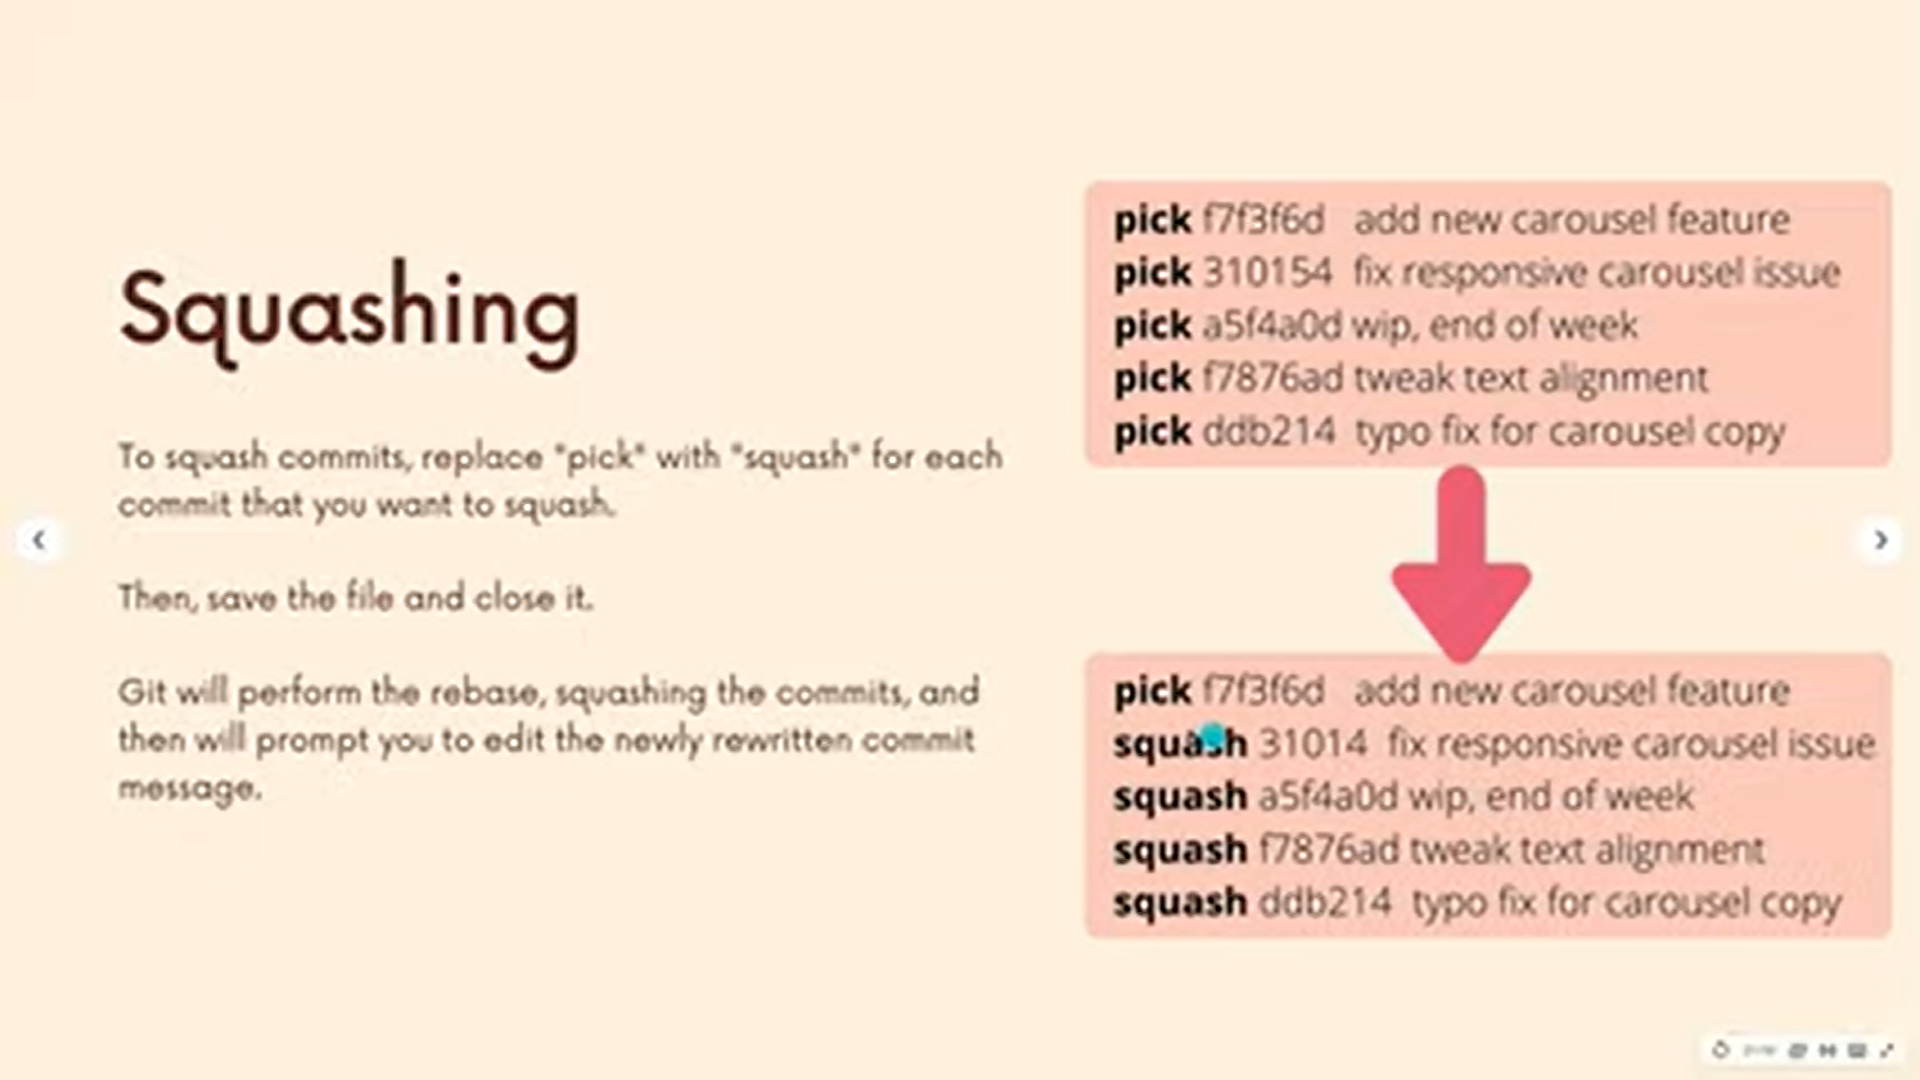 Squashing
To squash commits, replace "pick" with "squash" for each
commit that you want to squash.
Then, save the file and close it.
Git will perform the rebase, squashing the commits, and
then will prompt you to edit the newly rewritten commit
message.
pick f7f3f6d add new carousel feature
pick 310154 fix responsive carousel issue
pick a5f4a0d wip, end of week
pick f7876ad tweak text alignment
pick ddb214 typo fix for carousel copy
pick f7f3f6d add new carousel feature
squash 31014 fix responsive carousel issue
squash a5f4a0d wip, end of week
squash f7876ad tweak text alignment
squash ddb214 typo fix for carousel copy